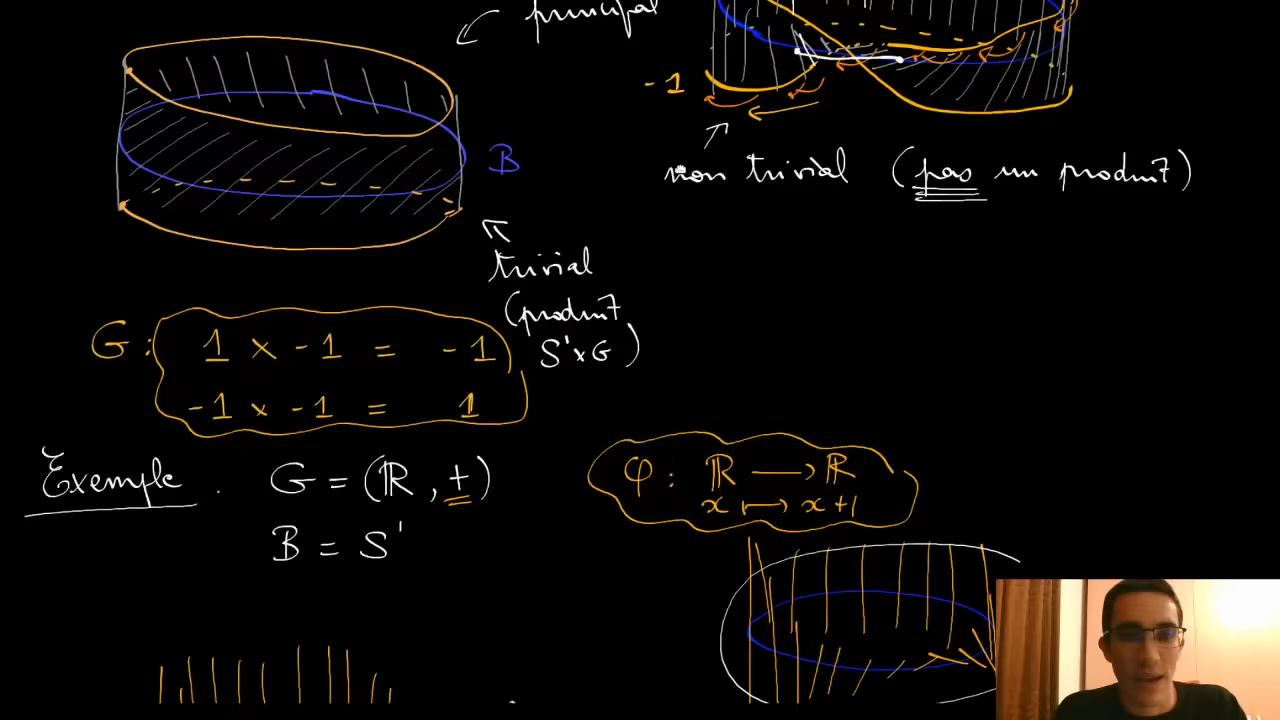 principal
B
trivial
(produit
S¹×G)
-1
non trivial (pas un produit)
G : 1 × -1 = -1
-1 × -1 = 1
Exemple . G = (ℝ, +)
B = S¹
φ : ℝ ⟶ ℝ
x ⟼ x+1